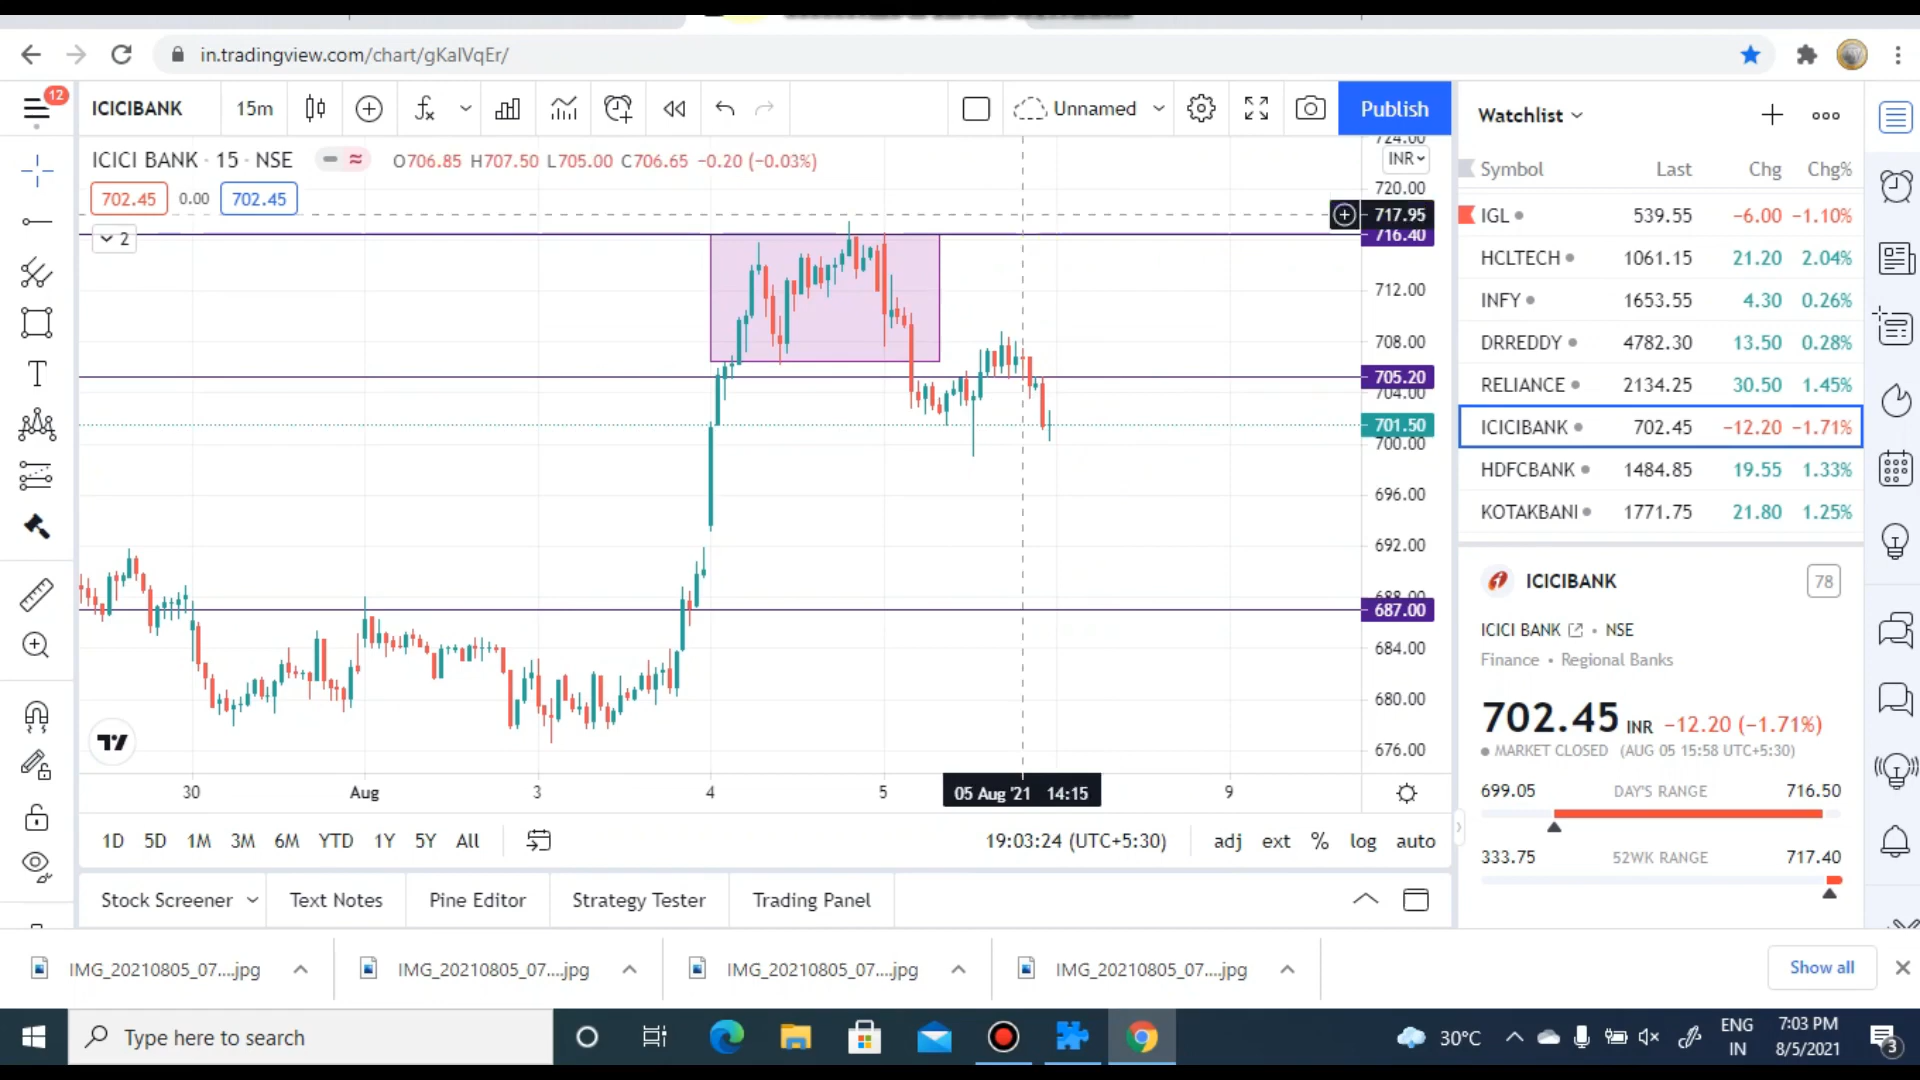 in.tradingview.com/chart/gKalVqEr/
12
ICICIBANK
15m
Unnamed
Publish
ICICI BANK · 15 · NSE
O706.85 H707.50 L705.00 C706.65 −0.20 (−0.03%)
702.45 0.00 702.45
2
724.00
INR
720.00
717.95
716.40
712.00
708.00
705.20
704.00
701.50
700.00
696.00
692.00
688.00
687.00
684.00
680.00
676.00
30 Aug 3 4 5 05 Aug '21 14:15 9
1D 5D 1M 3M 6M YTD 1Y 5Y All
19:03:24 (UTC+5:30) adj ext % log auto
Stock Screener Text Notes Pine Editor Strategy Tester Trading Panel
Watchlist
Symbol Last Chg Chg%
IGL 539.55 −6.00 −1.10%
HCLTECH 1061.15 21.20 2.04%
INFY 1653.55 4.30 0.26%
DRREDDY 4782.30 13.50 0.28%
RELIANCE 2134.25 30.50 1.45%
ICICIBANK 702.45 −12.20 −1.71%
HDFCBANK 1484.85 19.55 1.33%
KOTAKBANI 1771.75 21.80 1.25%
ICICIBANK 78
ICICI BANK • NSE
Finance • Regional Banks
702.45 INR −12.20 (−1.71%)
MARKET CLOSED (AUG 05 15:58 UTC+5:30)
699.05 DAY'S RANGE 716.50
333.75 52WK RANGE 717.40
IMG_20210805_07....jpg IMG_20210805_07....jpg IMG_20210805_07....jpg IMG_20210805_07....jpg Show all
Type here to search
30°C
ENG
IN
7:03 PM
8/5/2021
3